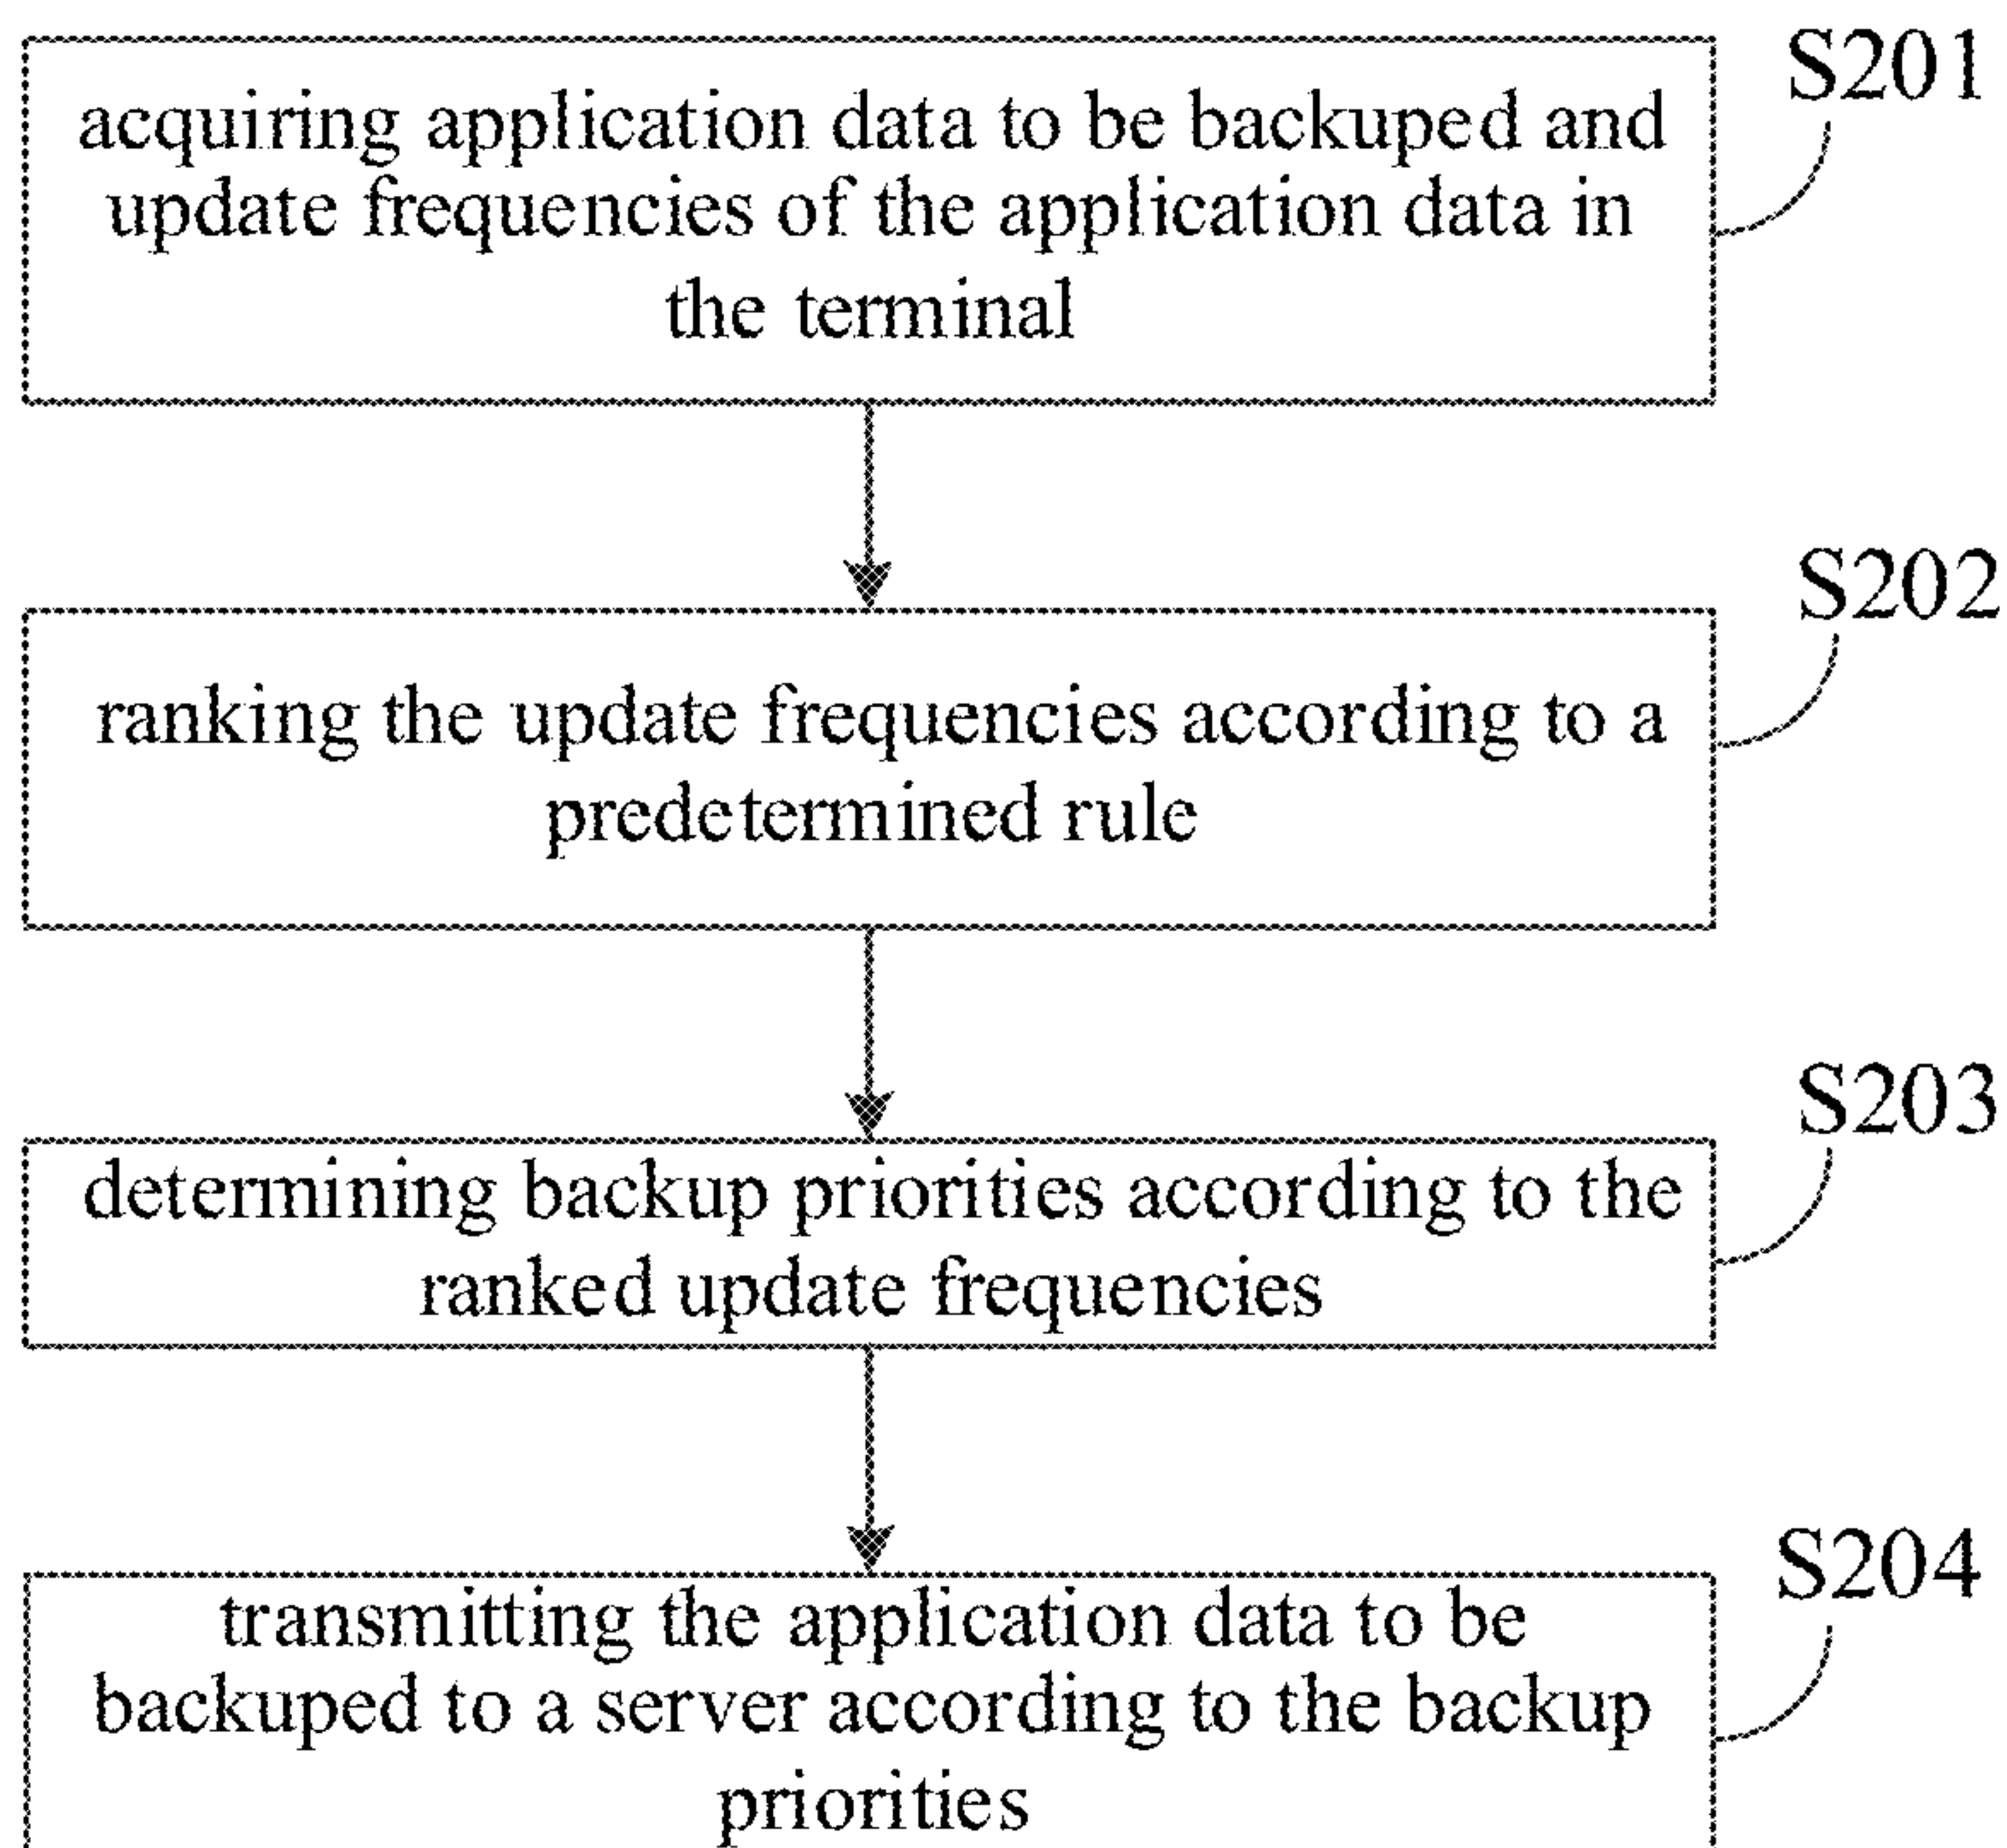 S201
acquiring application data to be backuped and
update frequencies of the application data in
the terminal
S202
ranking the update frequencies according to a
predetermined rule
S203
determining backup priorities according to the
ranked update frequencies
S204
transmitting the application data to be
backuped to a server according to the backup
priorities